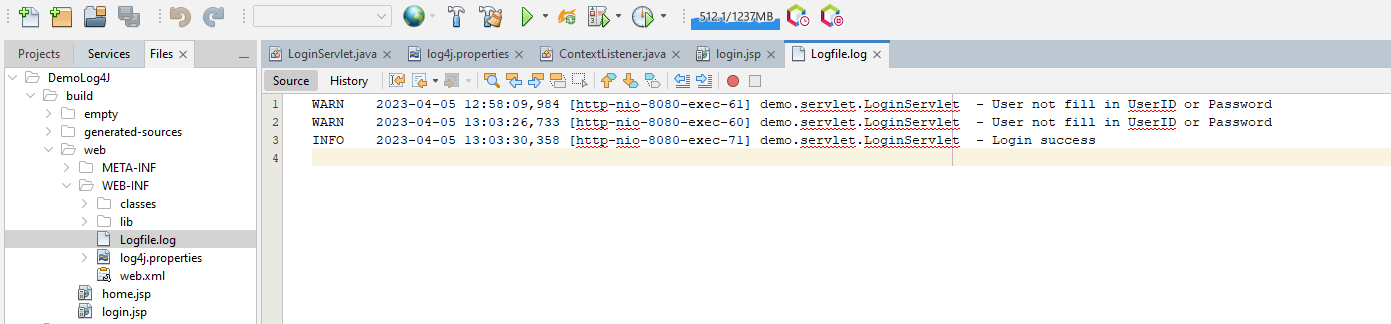 512.1/1237MB
Projects Services Files
LoginServlet.java log4j.properties ContextListener.java login.jsp Logfile.log
DemoLog4J
build
empty
generated-sources
web
META-INF
WEB-INF
classes
lib
Logfile.log
log4j.properties
web.xml
home.jsp
login.jsp
Source History
1 WARN 2023-04-05 12:58:09,984 [http-nio-8080-exec-61] demo.servlet.LoginServlet - User not fill in UserID or Password
2 WARN 2023-04-05 13:03:26,733 [http-nio-8080-exec-60] demo.servlet.LoginServlet - User not fill in UserID or Password
3 INFO 2023-04-05 13:03:30,358 [http-nio-8080-exec-71] demo.servlet.LoginServlet - Login success
4